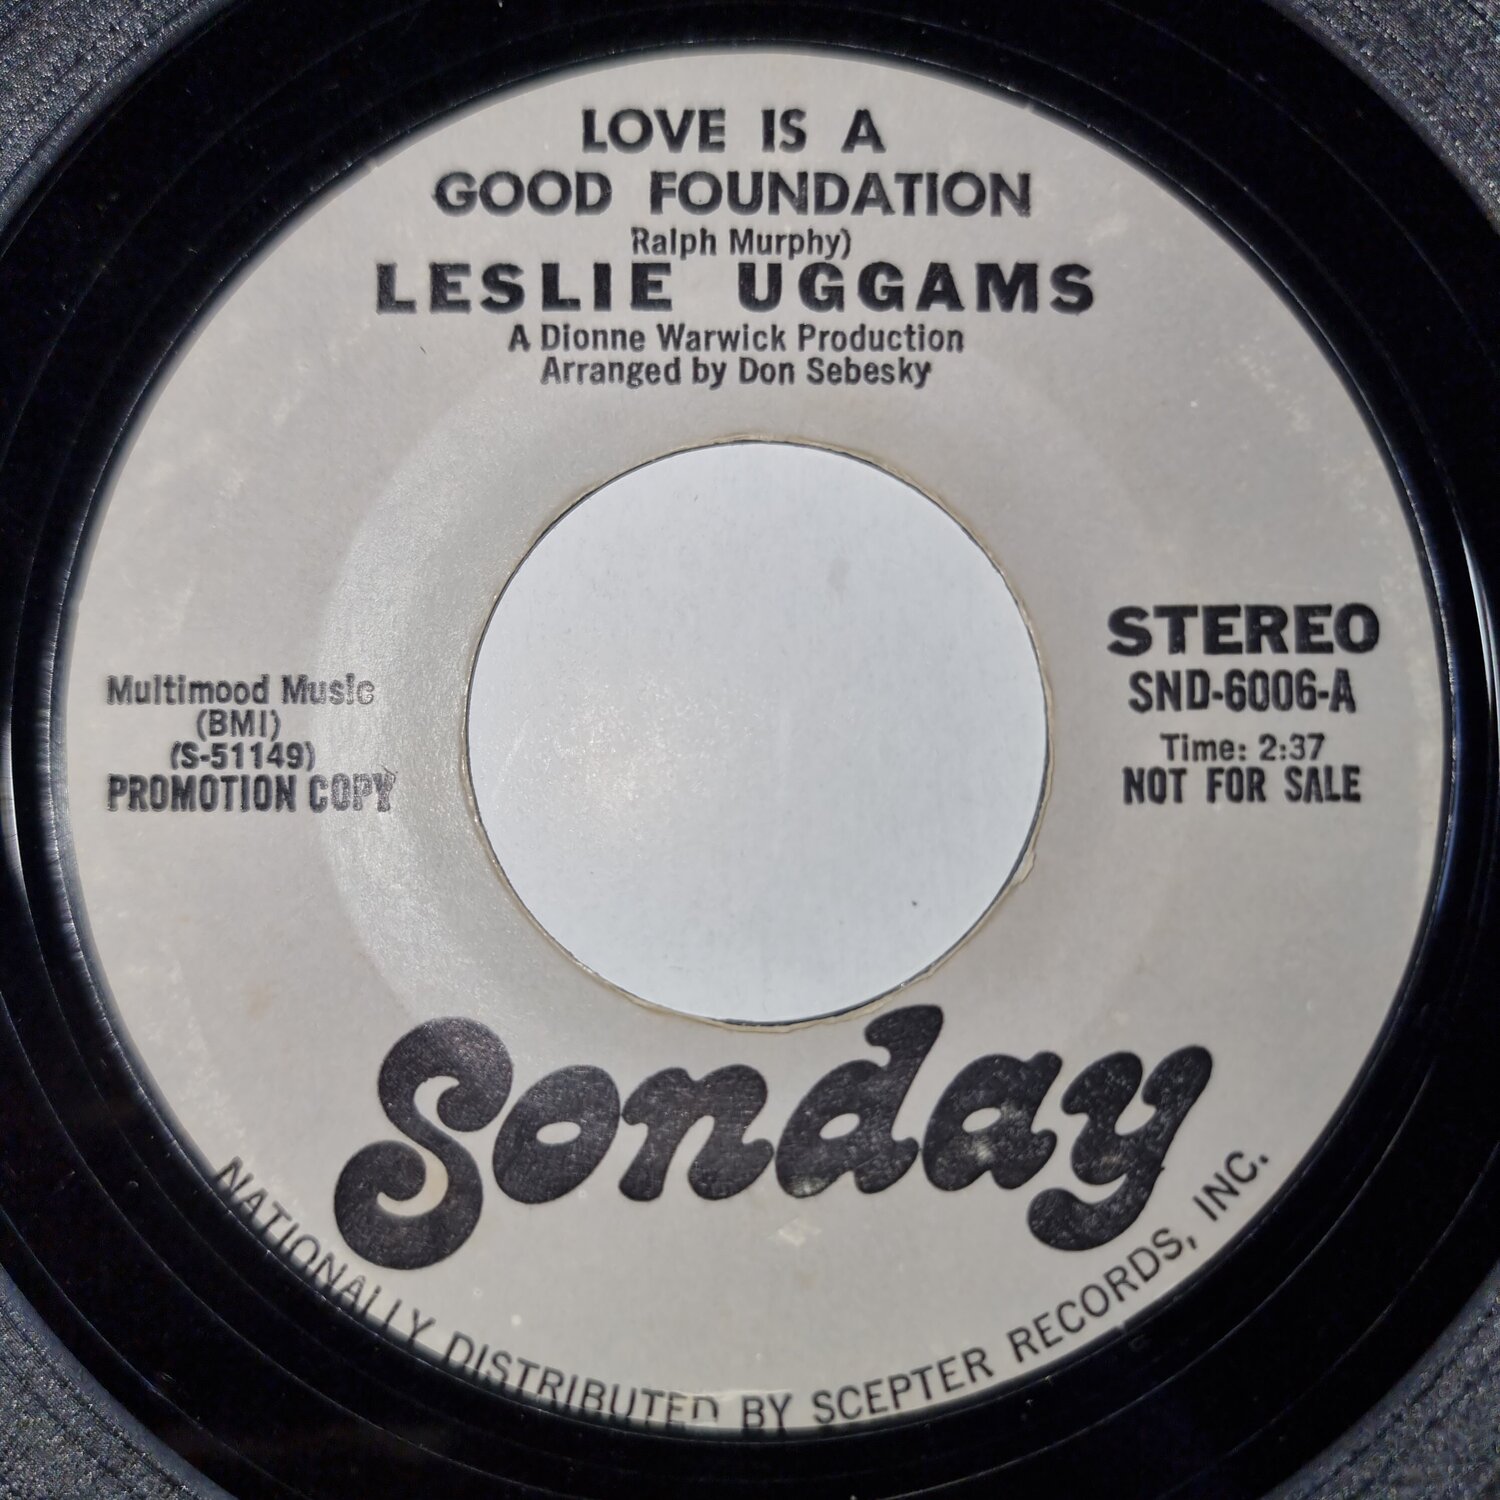 LOVE IS A
GOOD FOUNDATION
Ralph Murphy)
LESLIE UGGAMS
A Dionne Warwick Production
Arranged by Don Sebesky
Multimood Music
(BMI)
(S-51149)
PROMOTION COPY
STEREO
SND-6006-A
Time: 2:37
NOT FOR SALE
Sonday
NATIONALLY DISTRIBUTED BY SCEPTER RECORDS, INC.